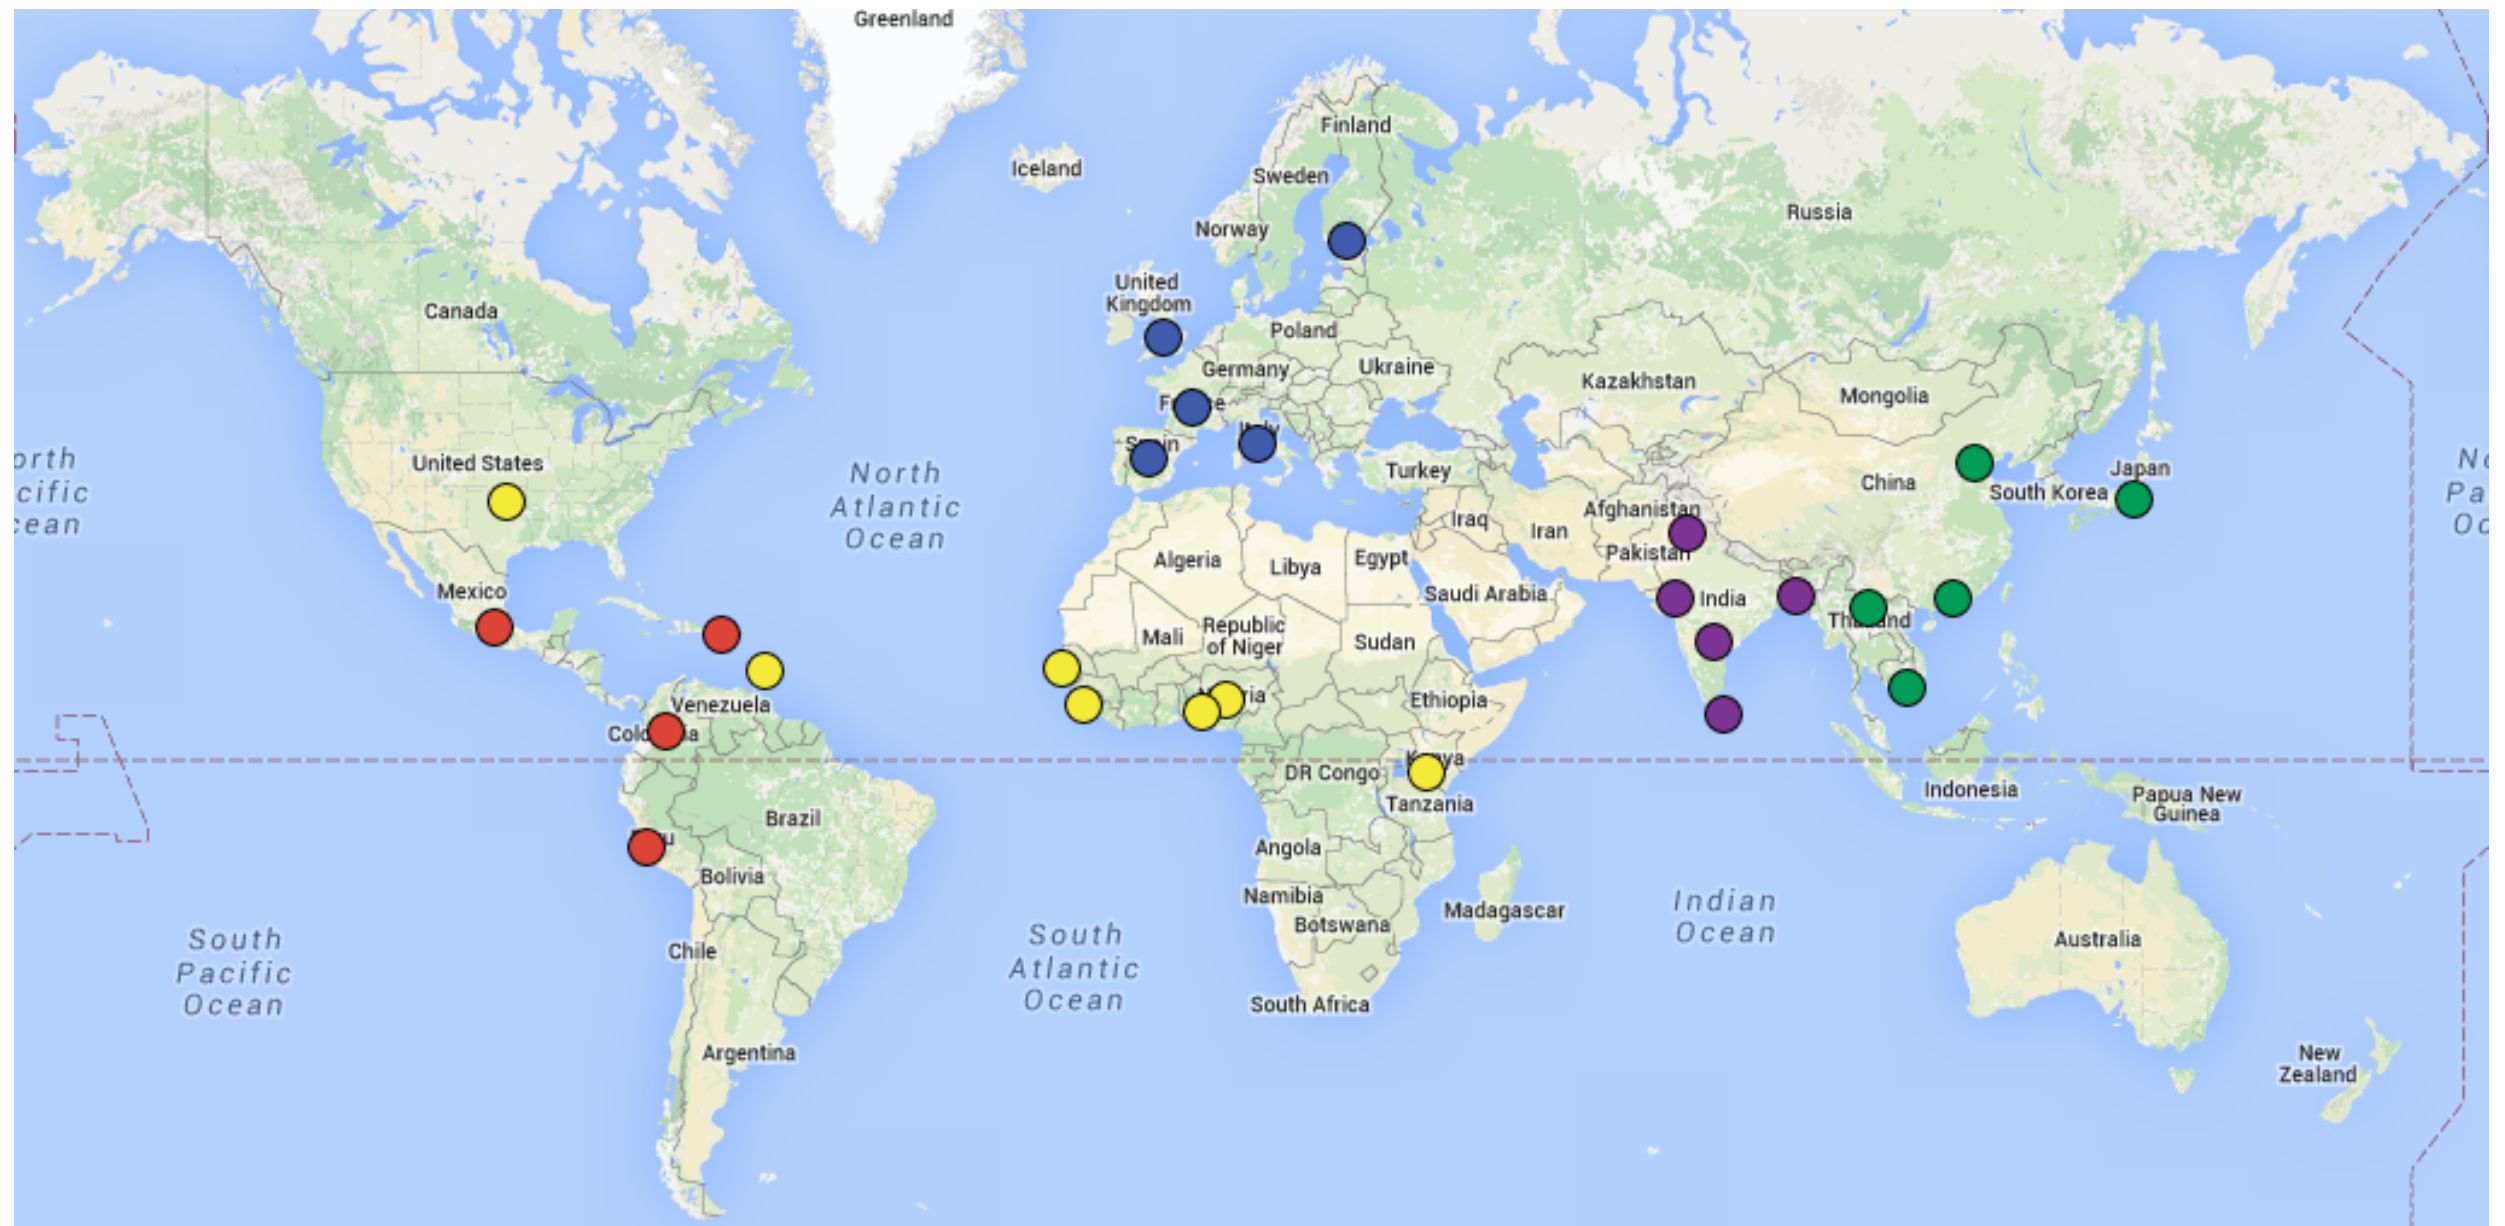 Greenland
Finland
Iceland
Sweden
Russia
Norway
United
Kingdom
Canada
Poland
Germany
Ukraine
Kazakhstan
Mongolia
United States
North
Atlantic
Ocean
Turkey
China
Japan
South Korea
Afghanistan
Iraq
Iran
Pakistan
Algeria
Libya
Egypt
Mexico
Saudi Arabia
India
Mali
Republic
of Niger
Sudan
Venezuela
Ethiopia
DR Congo
Tanzania
Indonesia
Papua New
Guinea
Brazil
Angola
Bolivia
Namibia
Botswana
Madagascar
Indian
Ocean
South
Pacific
Ocean
Chile
South
Atlantic
Ocean
Australia
South Africa
Argentina
New
Zealand